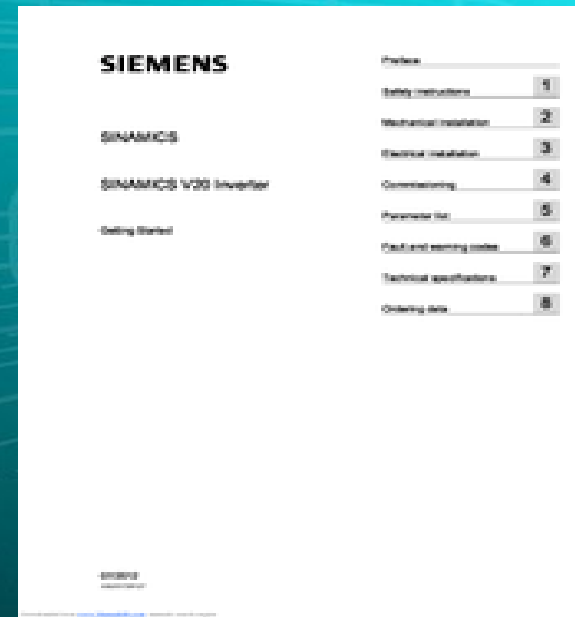 SIEMENS
SINAMICS
SINAMICS V20 Inverter
Getting Started
Preface
Safety instructions 1
Mechanical installation 2
Electrical installation 3
Commissioning 4
Parameter list 5
Fault and warning codes 6
Technical specifications 7
Ordering data 8